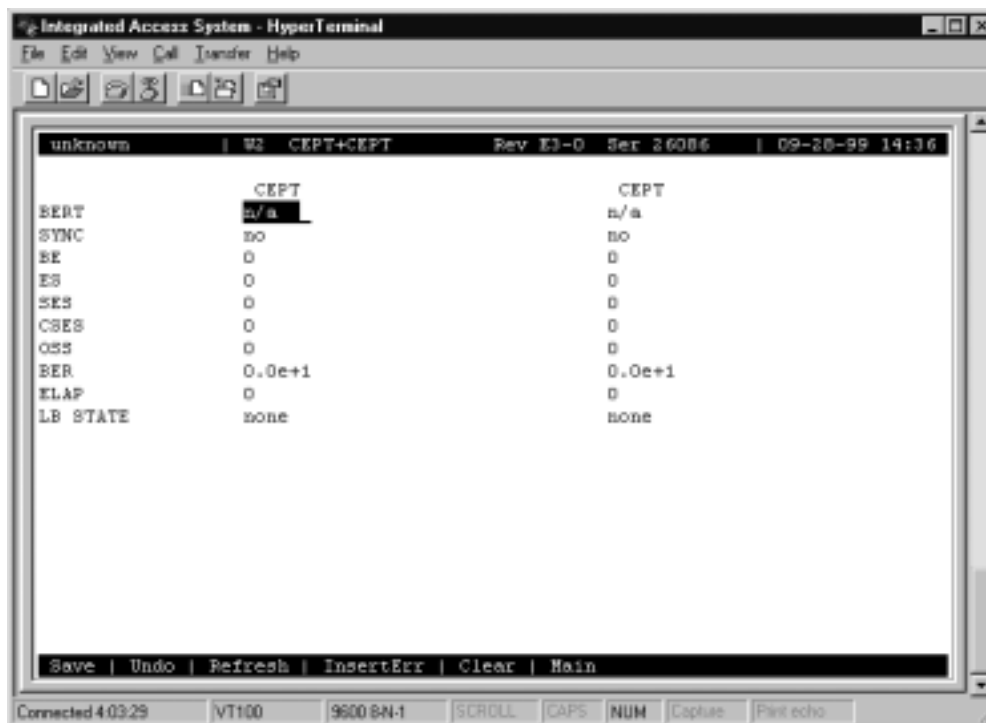 Integrated Access System - HyperTerminal
File Edit View Call Transfer Help
unknown | W2 CEPT+CEPT Rev E3-0 Ser 26086 | 09-28-99 14:36
CEPT CEPT
BERT n/a n/a
SYNC no no
BE 0 0
ES 0 0
SES 0 0
CSES 0 0
OSS 0 0
BER 0.0e+1 0.0e+1
ELAP 0 0
LB STATE none none
Save | Undo | Refresh | InsertErr | Clear | Main
Connected 4:03:29 VT100 9600 8-N-1 SCROLL CAPS NUM Capture Print echo